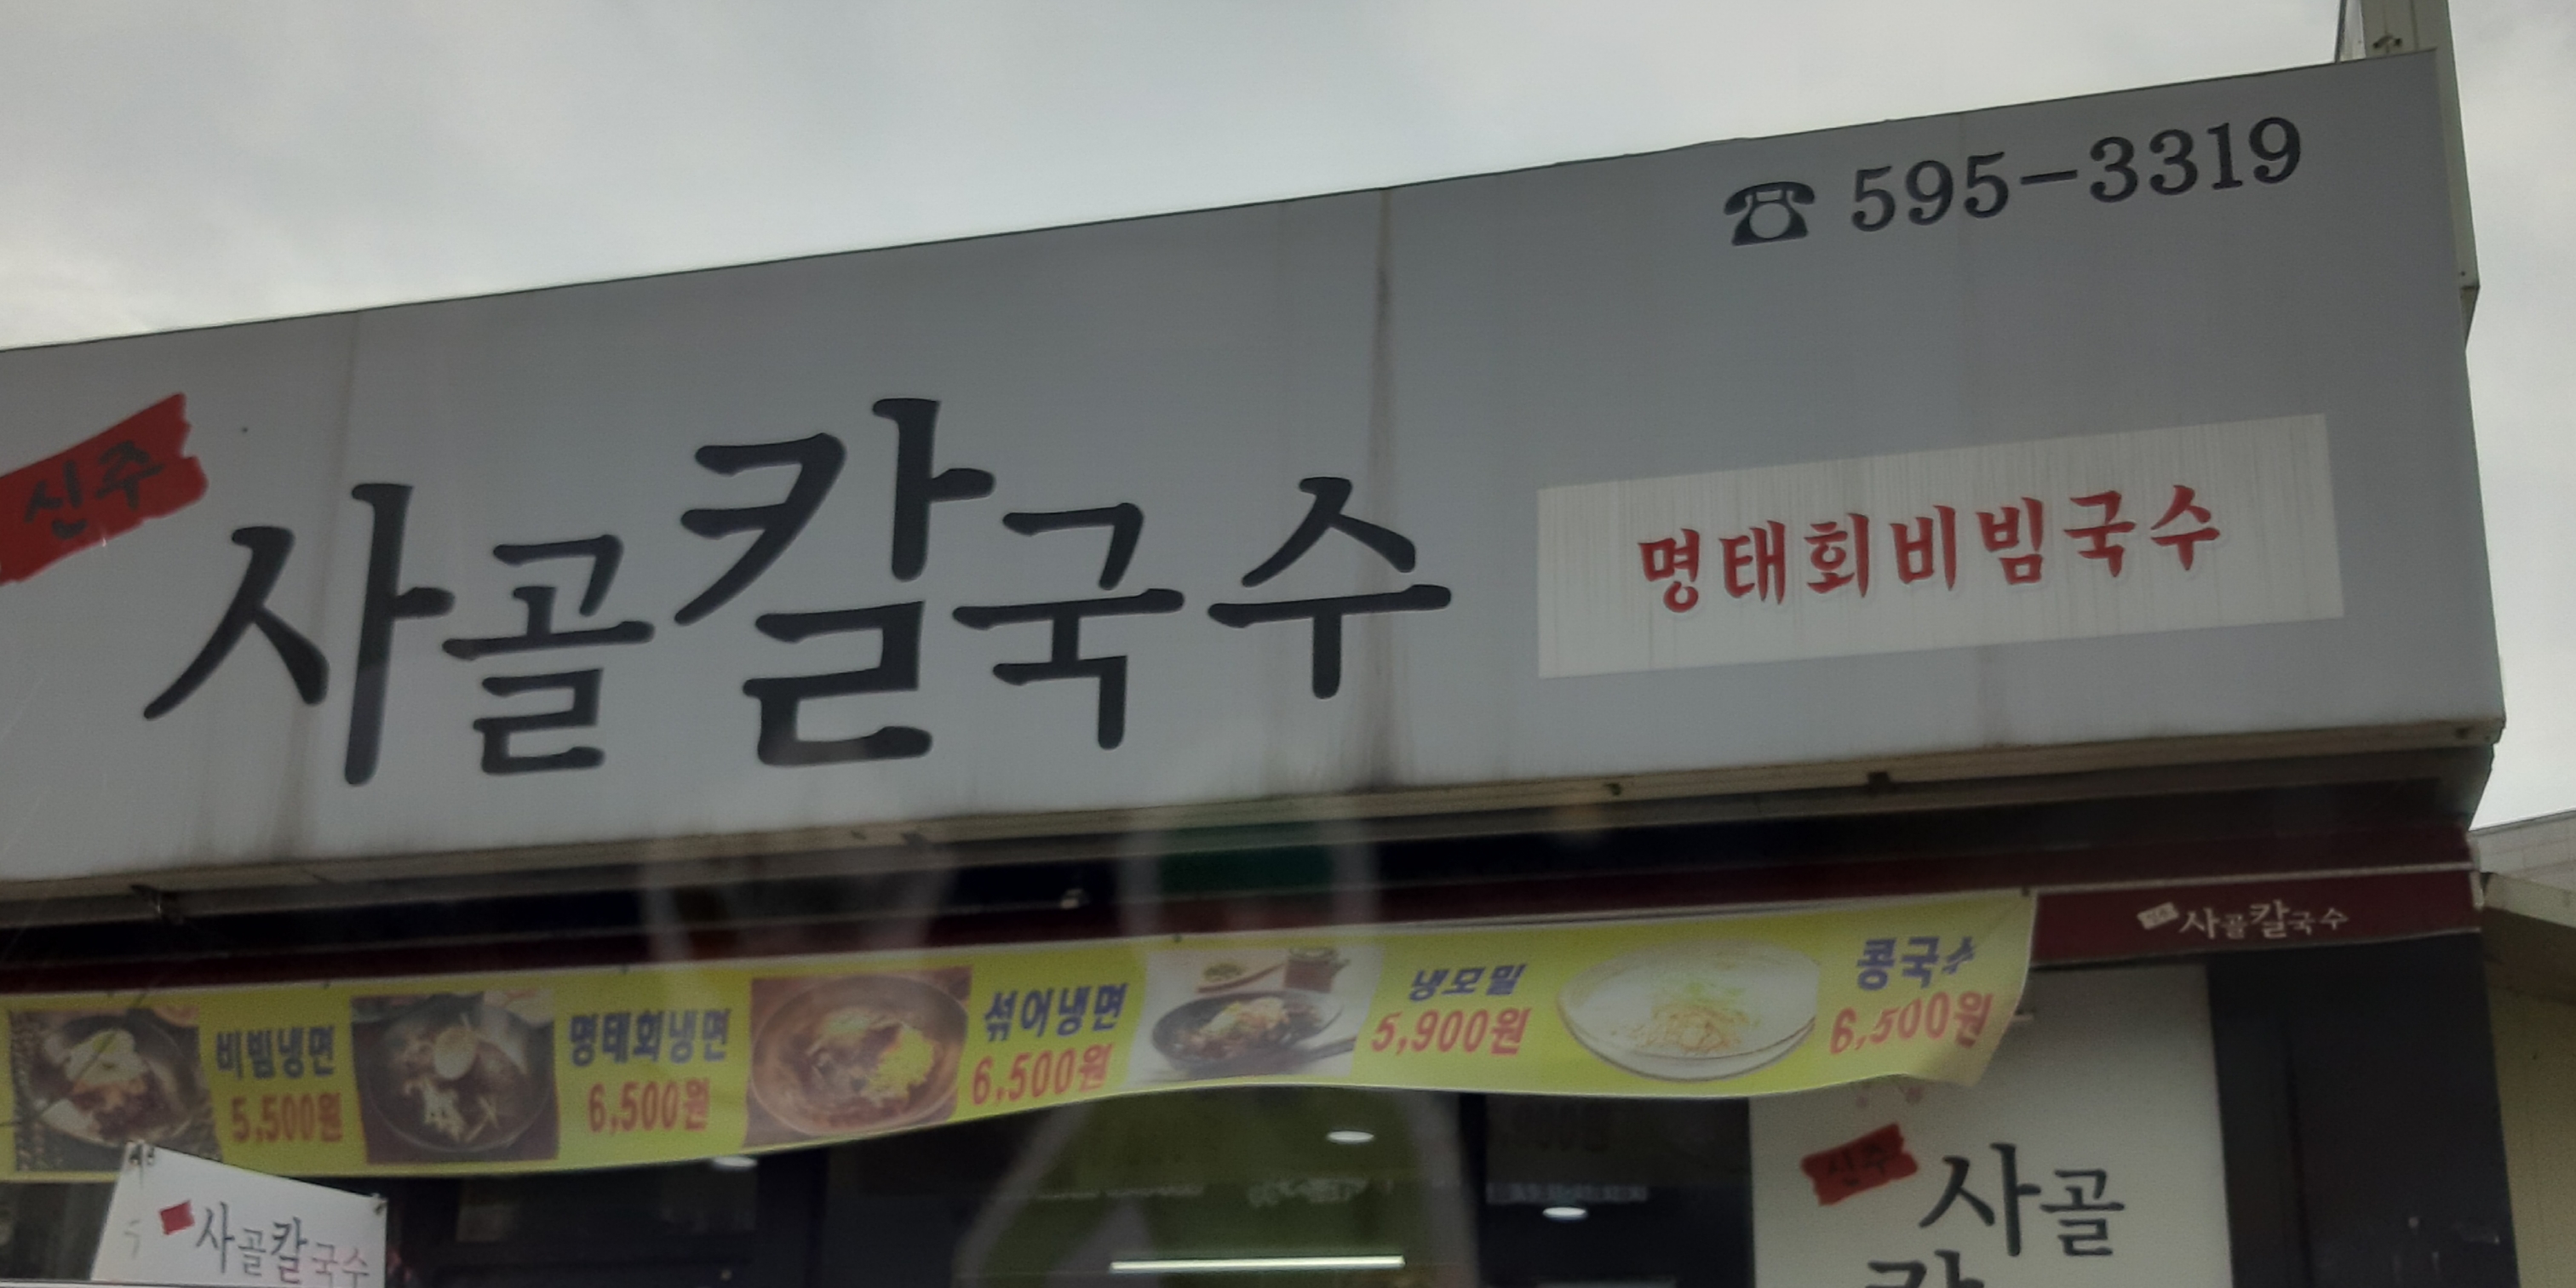 ☎ 595-3319
신주
사골칼국수
명태회비빔국수
신주 사골칼국수
비빔냉면
5,500원
명태회냉면
6,500원
섞어냉면
6,500원
냉모밀
5,900원
콩국수
6,500원
신주
사골
칼
사골칼국수